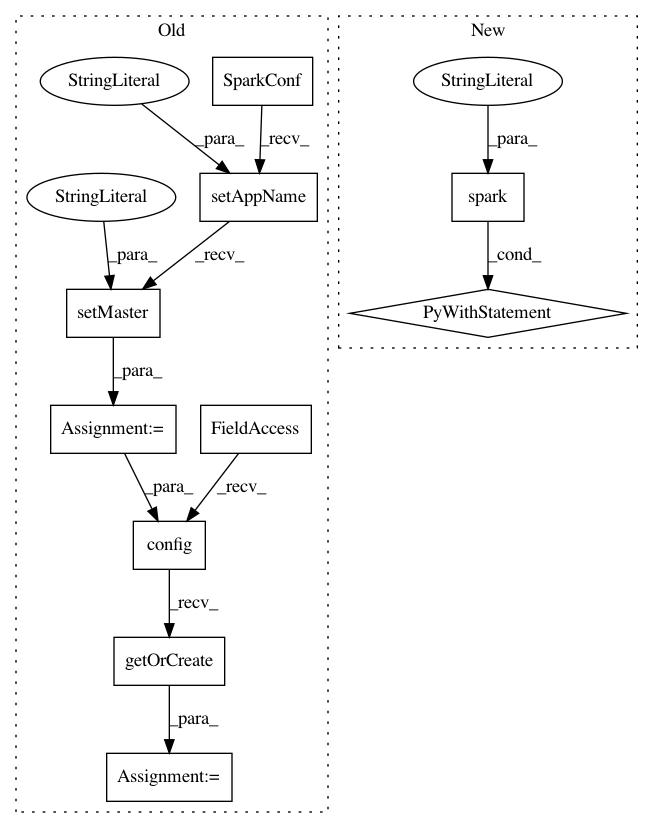 Old
New
StringLiteral
SparkConf
StringLiteral
_para_
_recv_
_para_
StringLiteral
setAppName
spark
_para_
_recv_
_cond_
setMaster
PyWithStatement
_para_
Assignment:=
FieldAccess
_para_
_recv_
config
_recv_
getOrCreate
_para_
Assignment:=